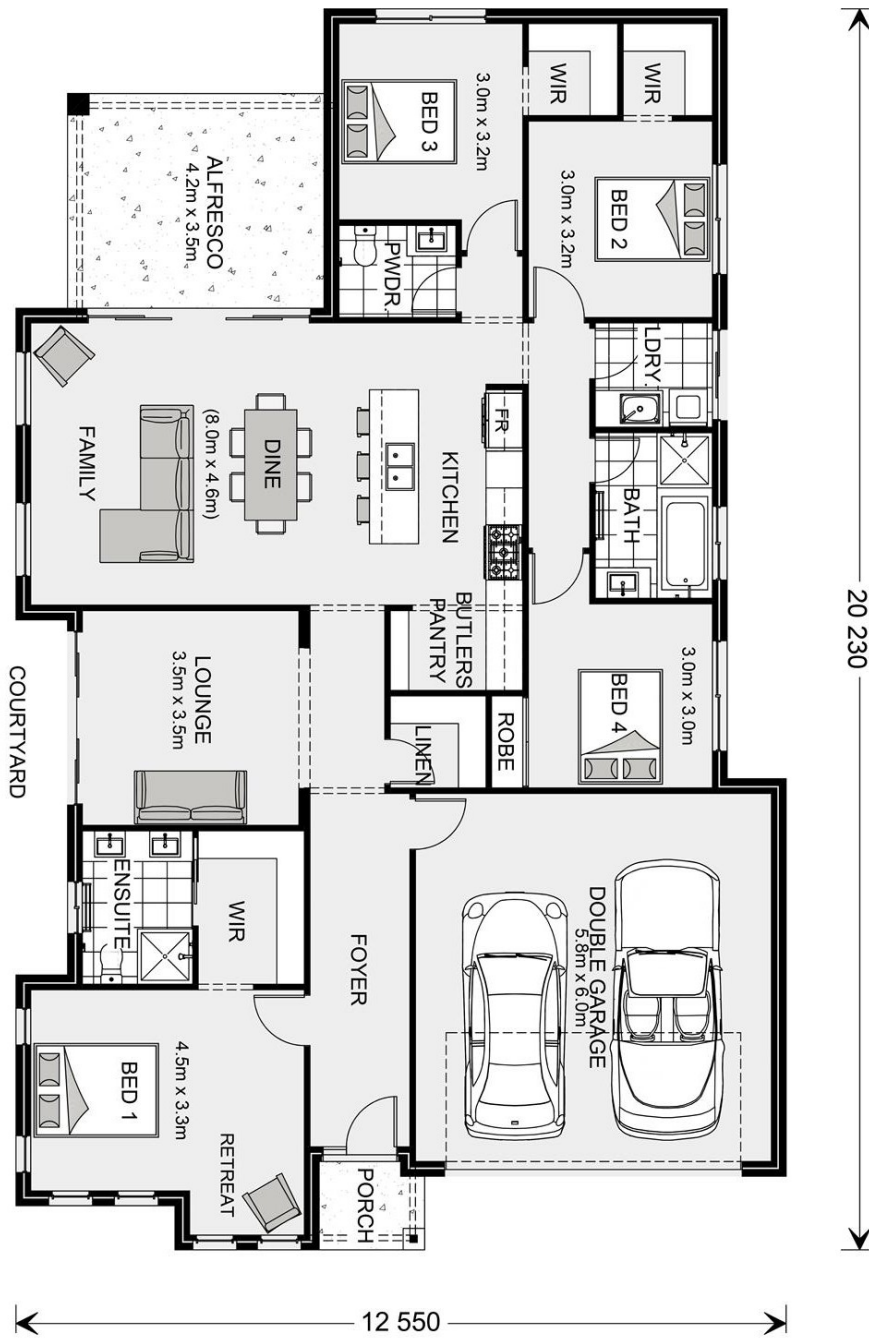 WIR
WIR
BED 3
3.0m x 3.2m
BED 2
3.0m x 3.2m
ALFRESCO
4.2m x 3.5m
PWDR.
LDRY.
FAMILY
(8.0m x 4.6m)
DINE
KITCHEN
FR
BATH
BUTLERS
PANTRY
LOUNGE
3.5m x 3.5m
COURTYARD
LINEN
ROBE
BED 4
3.0m x 3.0m
ENSUITE
WIR
FOYER
DOUBLE GARAGE
5.8m x 6.0m
BED 1
4.5m x 3.3m
RETREAT
PORCH
20 230
12 550